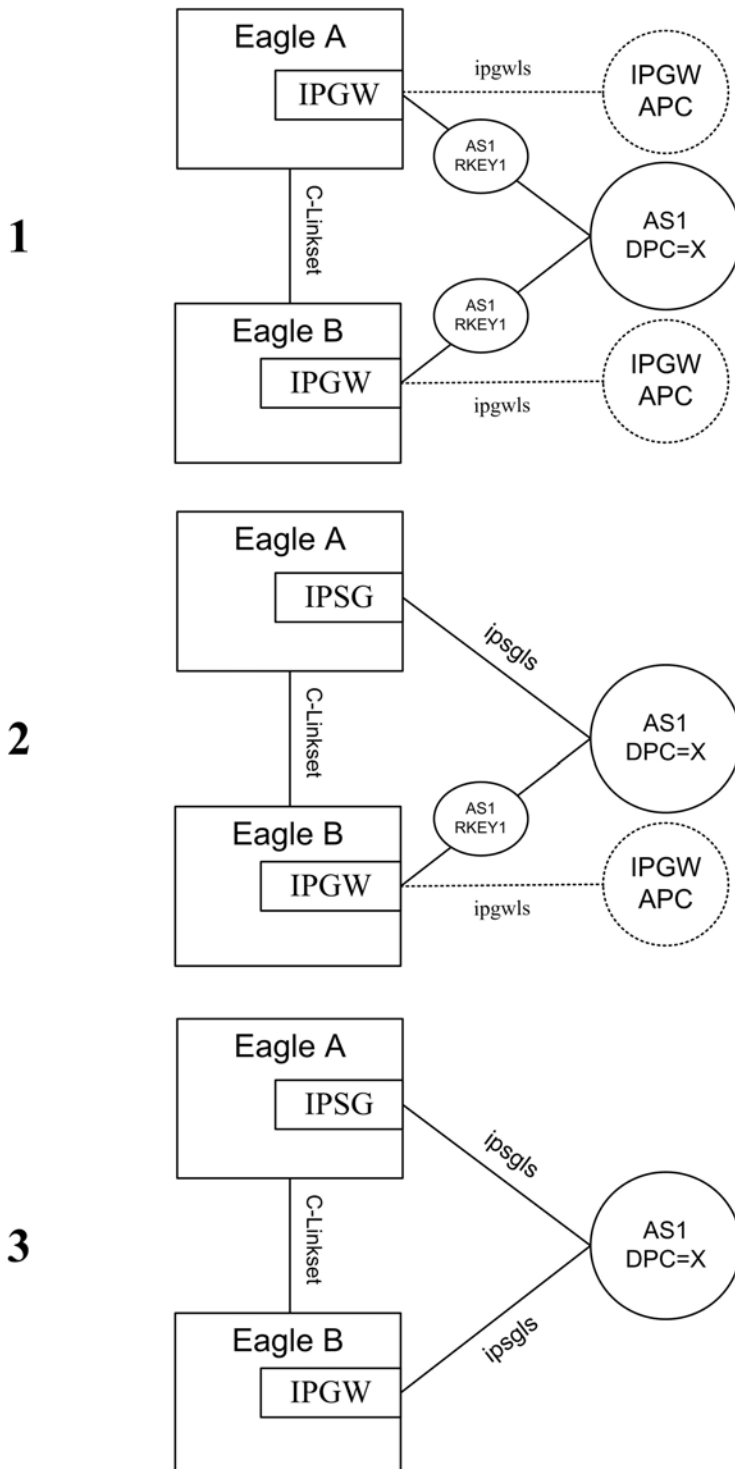 1
Eagle A
IPGW
ipgwls
IPGW
APC
AS1
RKEY1
C-Linkset
AS1
DPC=X
AS1
RKEY1
Eagle B
IPGW
ipgwls
IPGW
APC
2
Eagle A
IPSG
ipsgls
C-Linkset
AS1
DPC=X
AS1
RKEY1
Eagle B
IPGW
ipgwls
IPGW
APC
3
Eagle A
IPSG
ipsgls
C-Linkset
AS1
DPC=X
Eagle B
IPGW
ipsgls